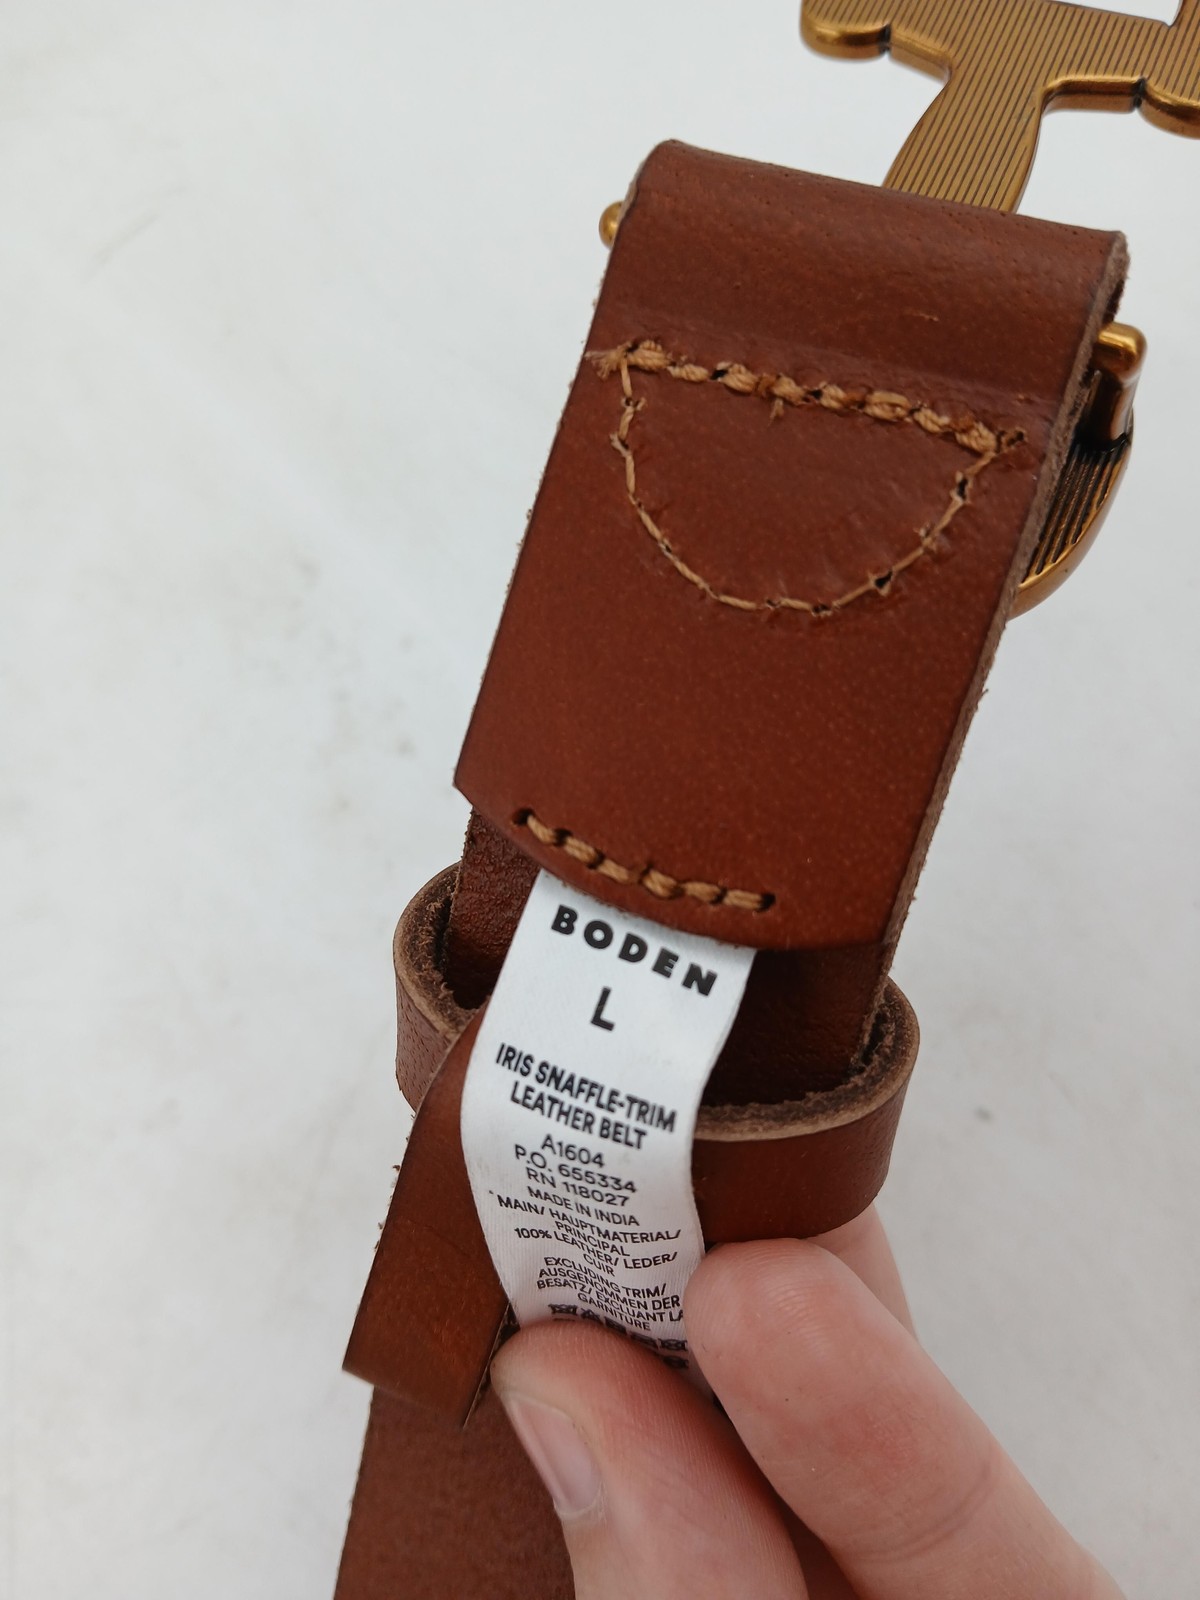 BODEN
L
IRIS SNAFFLE-TRIM
LEATHER BELT
A1604
P.O. 655334
RN 118027
MADE IN INDIA
MAIN/ HAUPTMATERIAL/
PRINCIPAL
100% LEATHER/ LEDER/
CUIR
EXCLUDING TRIM/
AUSGENOMMEN DER
BESATZ/ EXCLUANT LA
GARNITURE